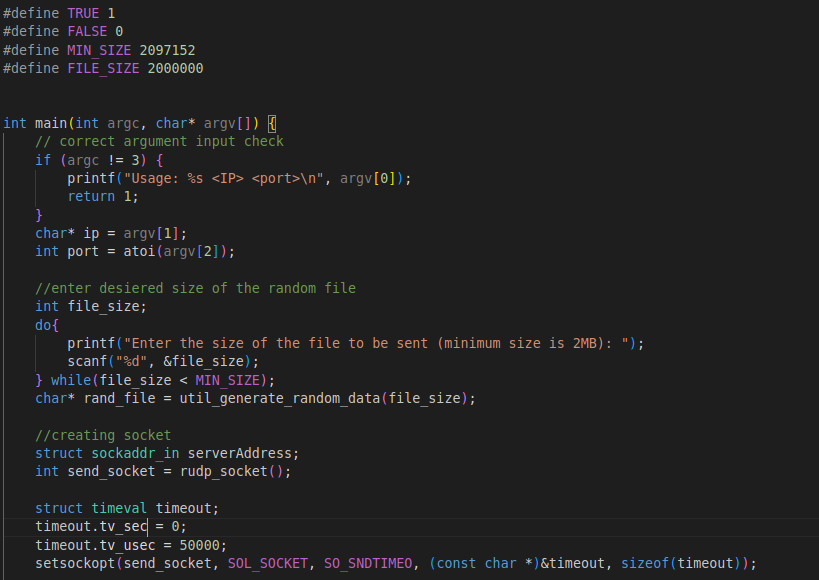 #define TRUE 1
#define FALSE 0
#define MIN_SIZE 2097152
#define FILE_SIZE 2000000
int main(int argc, char* argv[]) {
// correct argument input check
if (argc != 3) {
printf("Usage: %s <IP> <port>\n", argv[0]);
return 1;
}
char* ip = argv[1];
int port = atoi(argv[2]);
//enter desiered size of the random file
int file_size;
do{
printf("Enter the size of the file to be sent (minimum size is 2MB): ");
scanf("%d", &file_size);
} while(file_size < MIN_SIZE);
char* rand_file = util_generate_random_data(file_size);
//creating socket
struct sockaddr_in serverAddress;
int send_socket = rudp_socket();
struct timeval timeout;
timeout.tv_sec = 0;
timeout.tv_usec = 50000;
setsockopt(send_socket, SOL_SOCKET, SO_SNDTIMEO, (const char *)&timeout, sizeof(timeout));